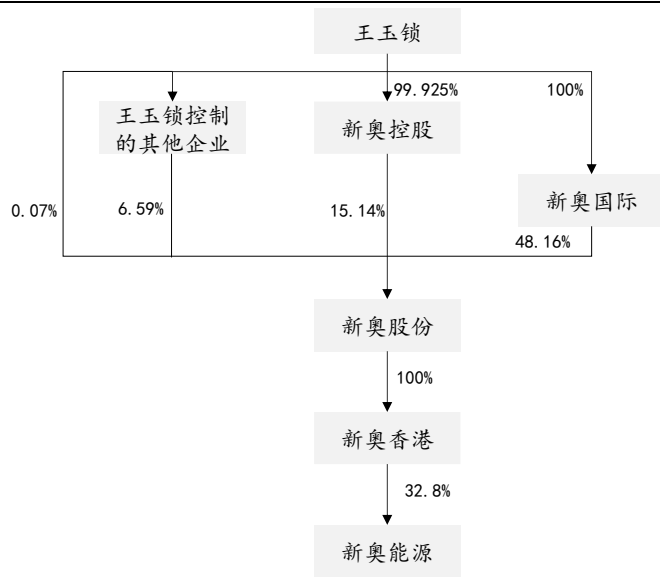 王玉锁
99.925%
100%
王玉锁控制
的其他企业
新奥控股
新奥国际
0.07%
6.59%
15.14%
48.16%
新奥股份
100%
新奥香港
32.8%
新奥能源